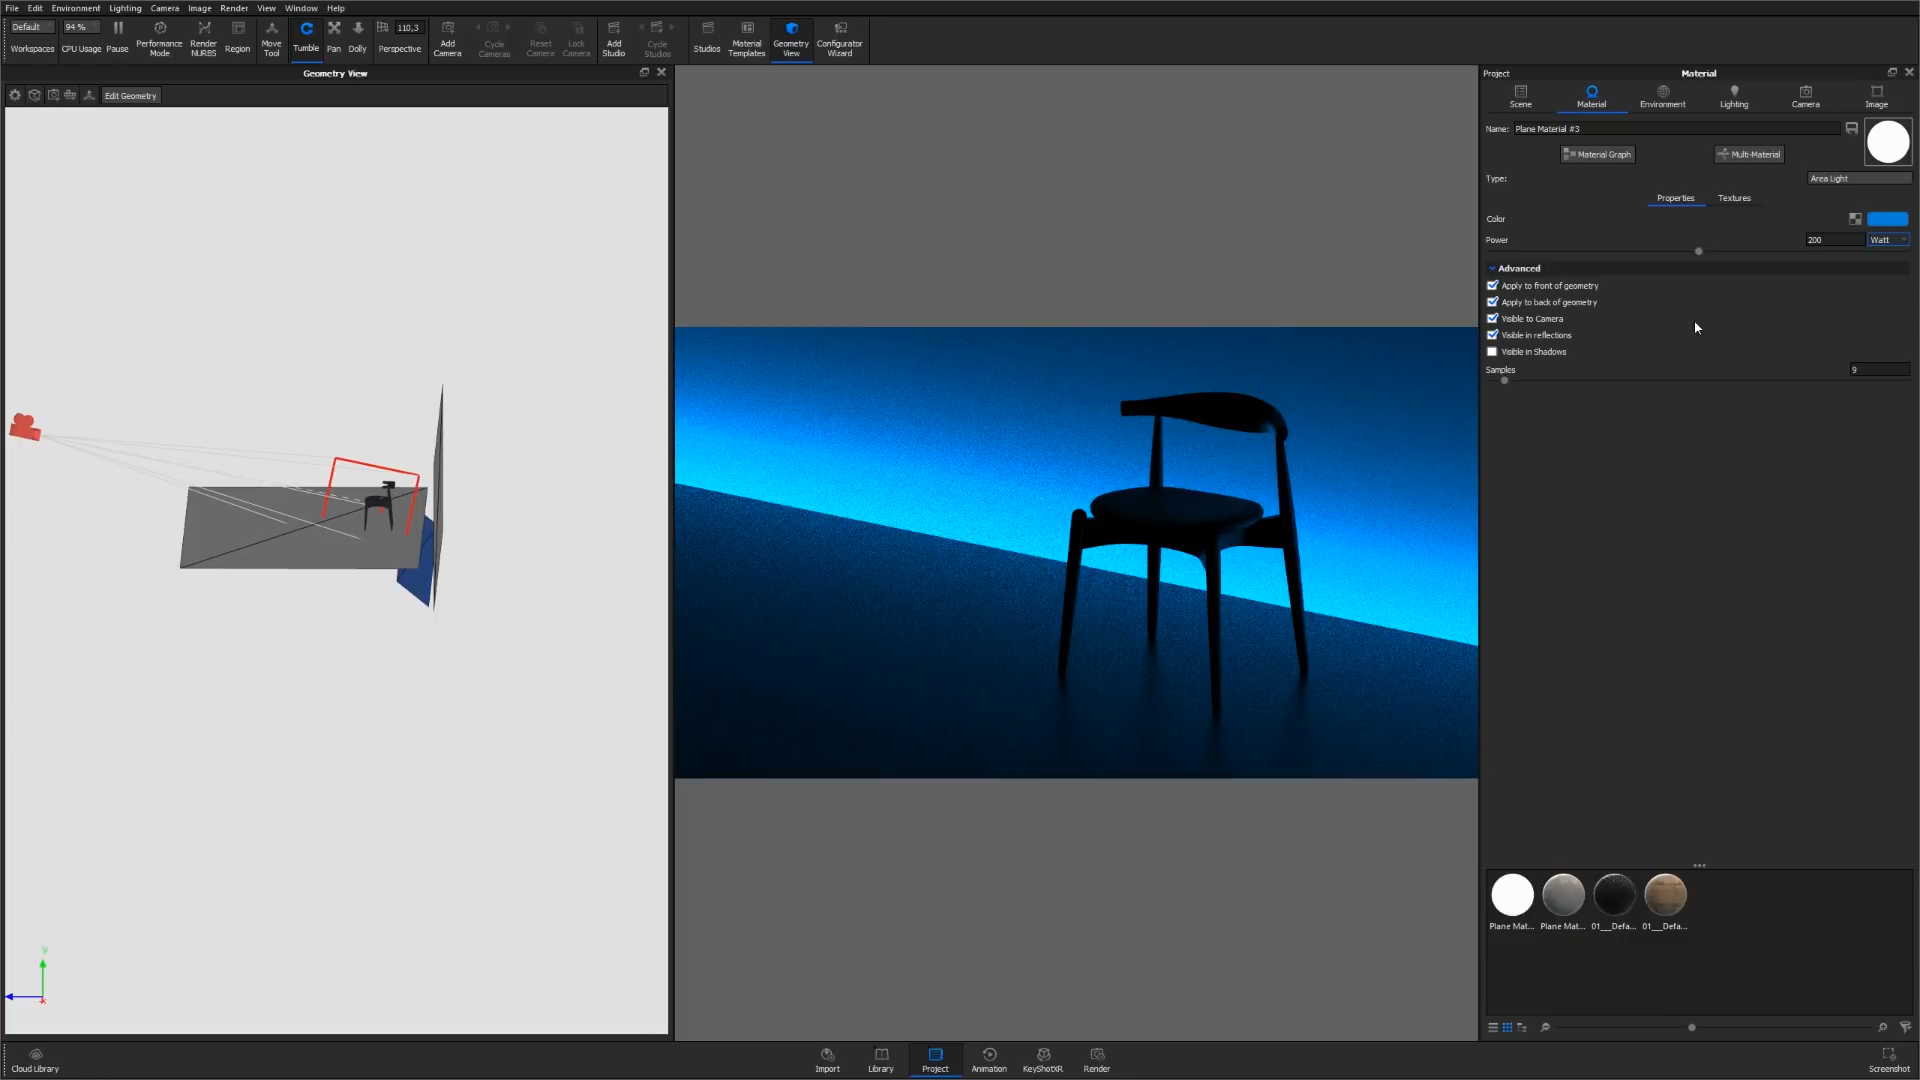 File Edit Environment Lighting Camera Image Render View Window Help
Default 94 % 110,3
Workspaces CPU Usage Pause Performance Mode Render NURBS Region Move Tool Tumble Pan Dolly Perspective Add Camera Cycle Cameras Reset Camera Lock Camera Add Studio Cycle Studios Studios Material Templates Geometry View Configurator Wizard
Geometry View
Edit Geometry
y
x
Project Material
Scene Material Environment Lighting Camera Image
Name: Plane Material #3
Material Graph Multi-Material
Type: Area Light
Properties Textures
Color
Power 200 Watt
Advanced
Apply to front of geometry
Apply to back of geometry
Visible to Camera
Visible in reflections
Visible in Shadows
Samples 9
Plane Mat... Plane Mat... 01___Defa... 01___Defa...
Cloud Library Import Library Project Animation KeyShotXR Render Screenshot